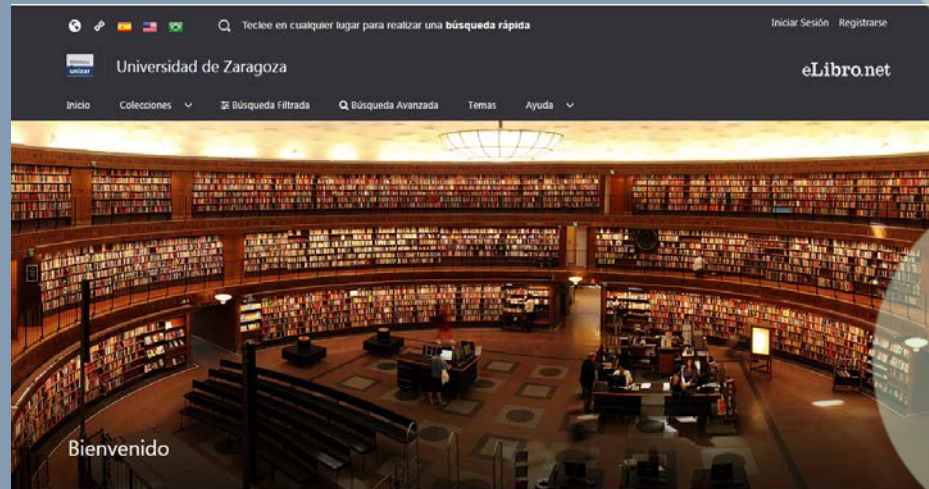 Teclee en cualquier lugar para realizar una búsqueda rápida
Iniciar Sesión Registrarse
unizar
Universidad de Zaragoza
eLibro.net
Inicio Colecciones Búsqueda Filtrada Búsqueda Avanzada Temas Ayuda
Bienvenido